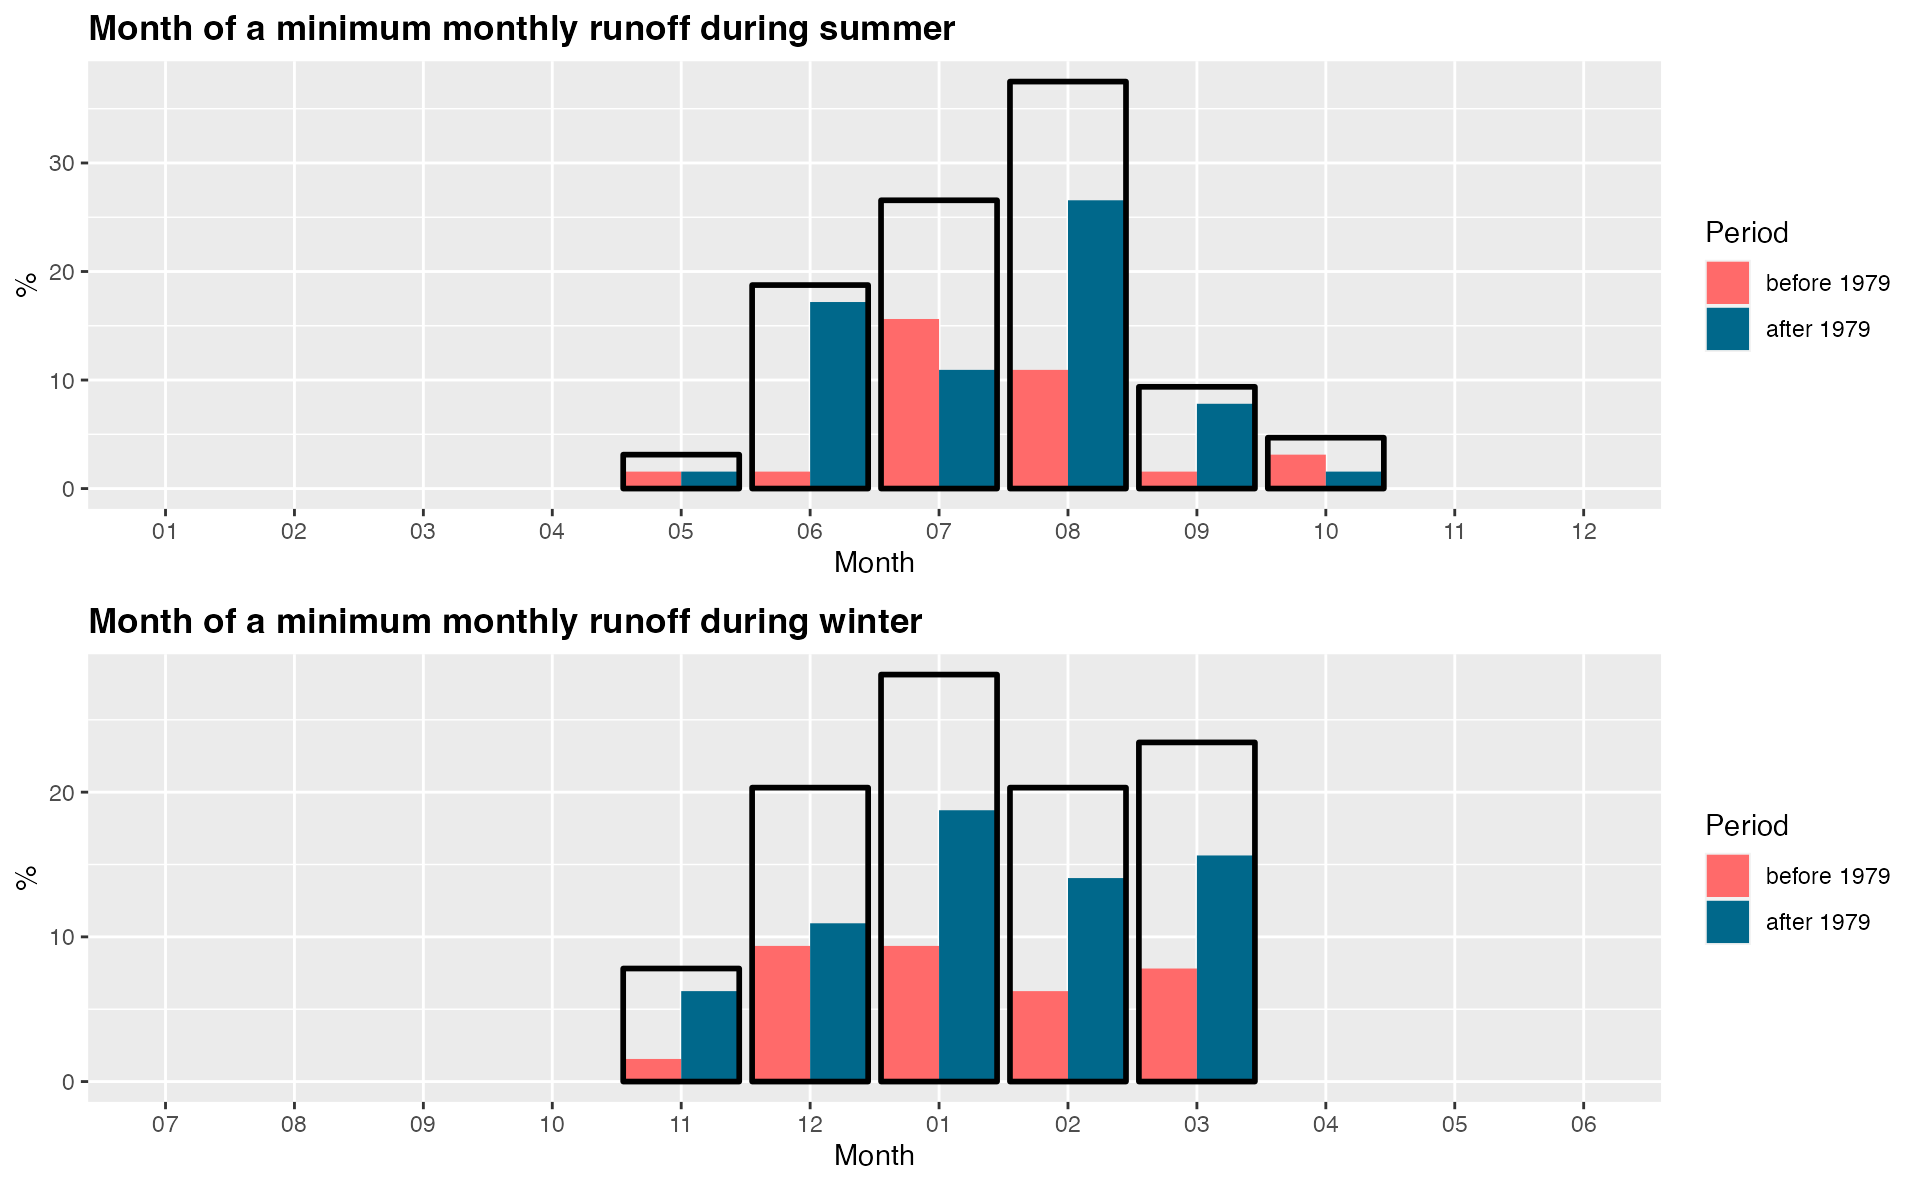 Month of a minimum monthly runoff during summer
%
30
20
10
0
01 02 03 04 05 06 07 08 09 10 11 12
Month
Period
before 1979
after 1979
Month of a minimum monthly runoff during winter
%
20
10
0
07 08 09 10 11 12 01 02 03 04 05 06
Month
Period
before 1979
after 1979